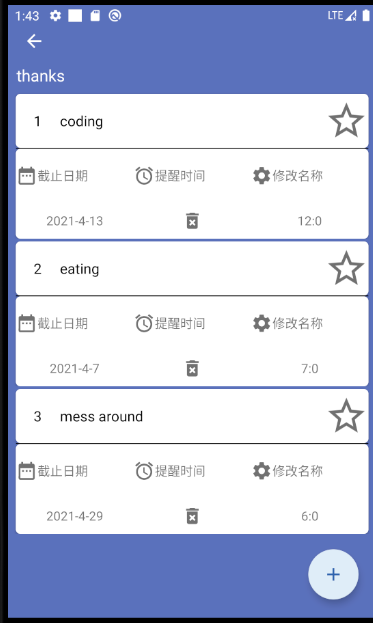 1:43 LTE
thanks
1 coding
截止日期 提醒时间 修改名称
2021-4-13 12:0
2 eating
截止日期 提醒时间 修改名称
2021-4-7 7:0
3 mess around
截止日期 提醒时间 修改名称
2021-4-29 6:0